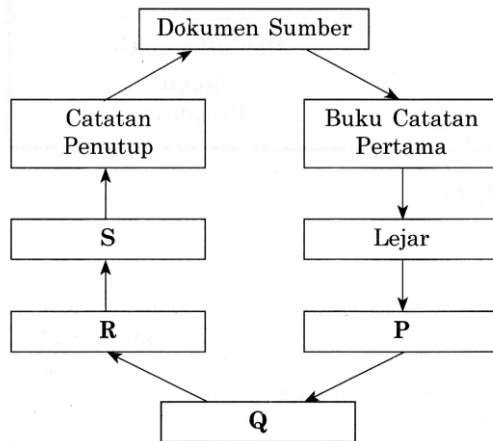 Dokumen Sumber
Catatan
Penutup
Buku Catatan
Pertama
S
Lejar
R
P
Q